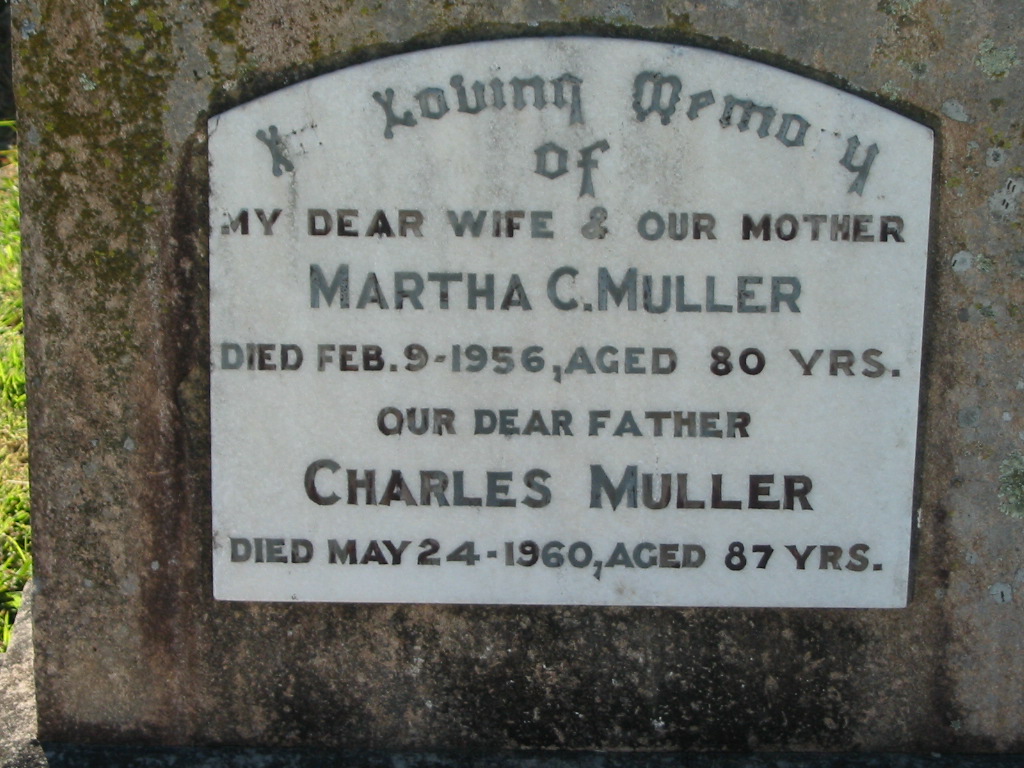 In Loving Memory
of
MY DEAR WIFE & OUR MOTHER
MARTHA C. MULLER
DIED FEB. 9-1956, AGED 80 YRS.
OUR DEAR FATHER
CHARLES MULLER
DIED MAY 24-1960, AGED 87 YRS.